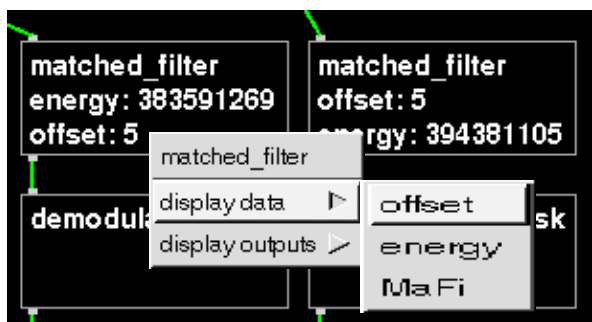 matched_filter
energy: 383591269
offset: 5
matched_filter
offset: 5
energy: 394381105
matched_filter
display data
display outputs
offset
energy
MaFi
demodula
sk